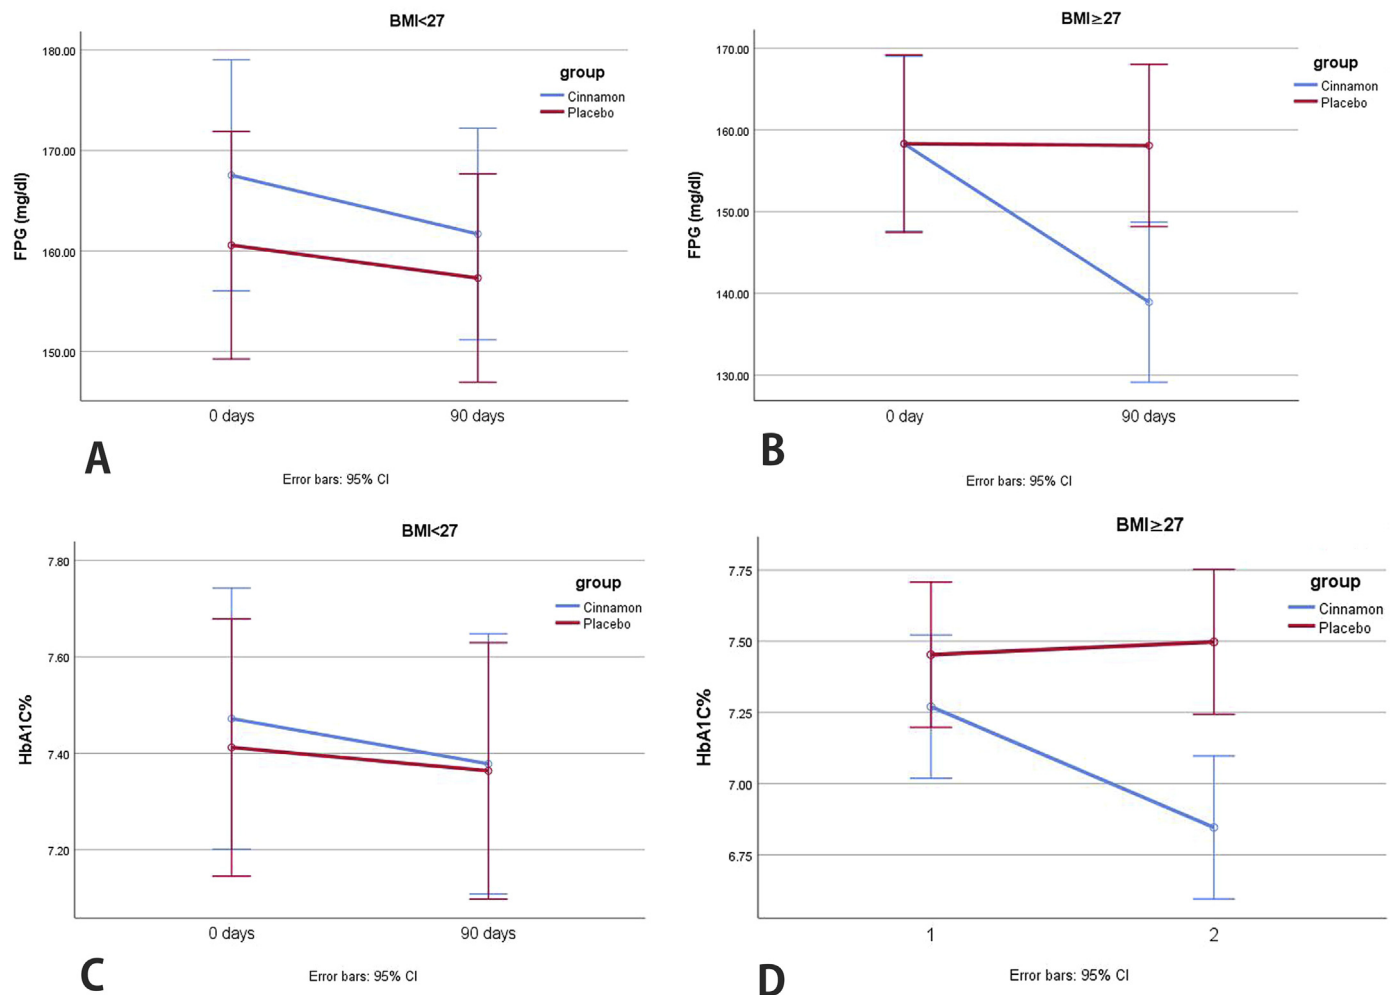 BMI<27
180.00
170.00
160.00
150.00
FPG (mg/dl)
group
Cinnamon
Placebo
0 days
90 days
A
Error bars: 95% CI
BMI≥27
170.00
160.00
150.00
140.00
130.00
FPG (mg/dl)
group
Cinnamon
Placebo
0 day
90 days
B
Error bars: 95% CI
BMI<27
7.80
7.60
7.40
7.20
HbA1C%
group
Cinnamon
Placebo
0 days
90 days
C
Error bars: 95% CI
BMI≥27
7.75
7.50
7.25
7.00
6.75
HbA1C%
group
Cinnamon
Placebo
1
2
D
Error bars: 95% CI